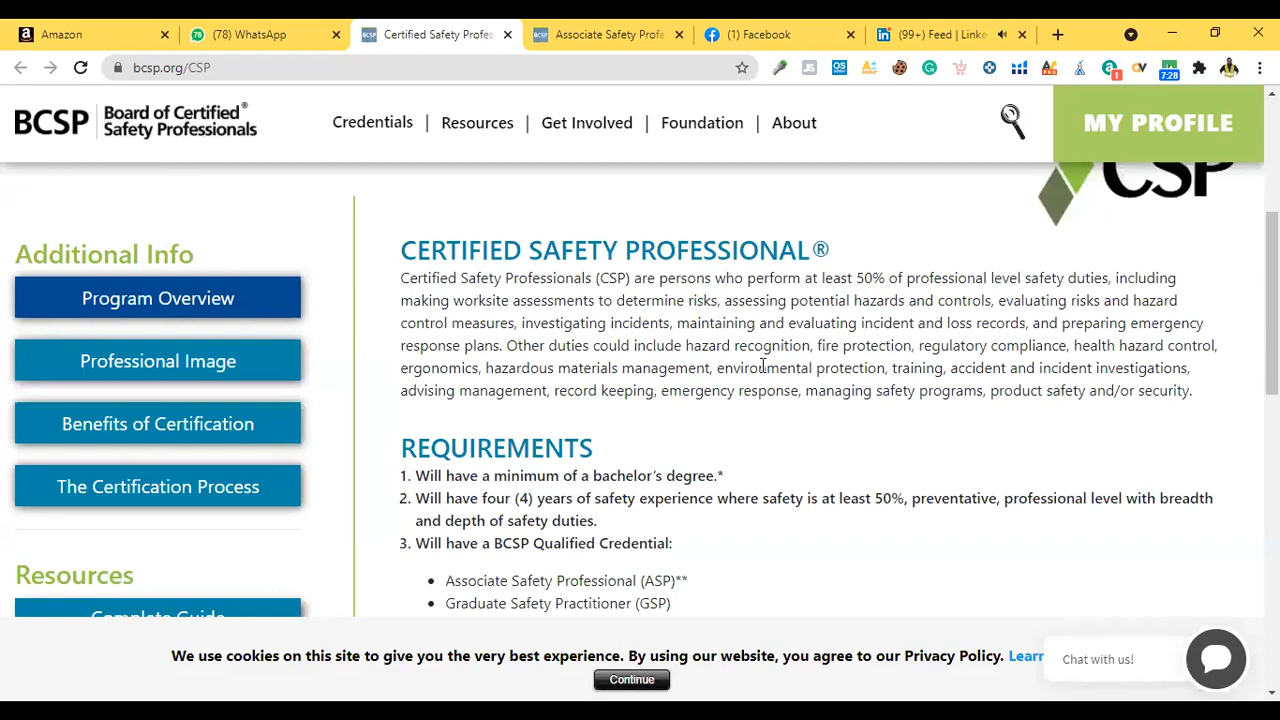 Amazon
(78) WhatsApp
Certified Safety Profes
Associate Safety Profe
(1) Facebook
(99+) Feed | Linke
bcsp.org/CSP
1
7:28
BCSP
Board of Certified®
Safety Professionals
Credentials | Resources | Get Involved | Foundation | About
MY PROFILE
CSP
Additional Info
Program Overview
Professional Image
Benefits of Certification
The Certification Process
Resources
Complete Guide
CERTIFIED SAFETY PROFESSIONAL®
Certified Safety Professionals (CSP) are persons who perform at least 50% of professional level safety duties, including
making worksite assessments to determine risks, assessing potential hazards and controls, evaluating risks and hazard
control measures, investigating incidents, maintaining and evaluating incident and loss records, and preparing emergency
response plans. Other duties could include hazard recognition, fire protection, regulatory compliance, health hazard control,
ergonomics, hazardous materials management, environmental protection, training, accident and incident investigations,
advising management, record keeping, emergency response, managing safety programs, product safety and/or security.
REQUIREMENTS
1. Will have a minimum of a bachelor's degree.*
2. Will have four (4) years of safety experience where safety is at least 50%, preventative, professional level with breadth
and depth of safety duties.
3. Will have a BCSP Qualified Credential:
• Associate Safety Professional (ASP)**
• Graduate Safety Practitioner (GSP)
We use cookies on this site to give you the very best experience. By using our website, you agree to our Privacy Policy. Learn
Continue
Chat with us!